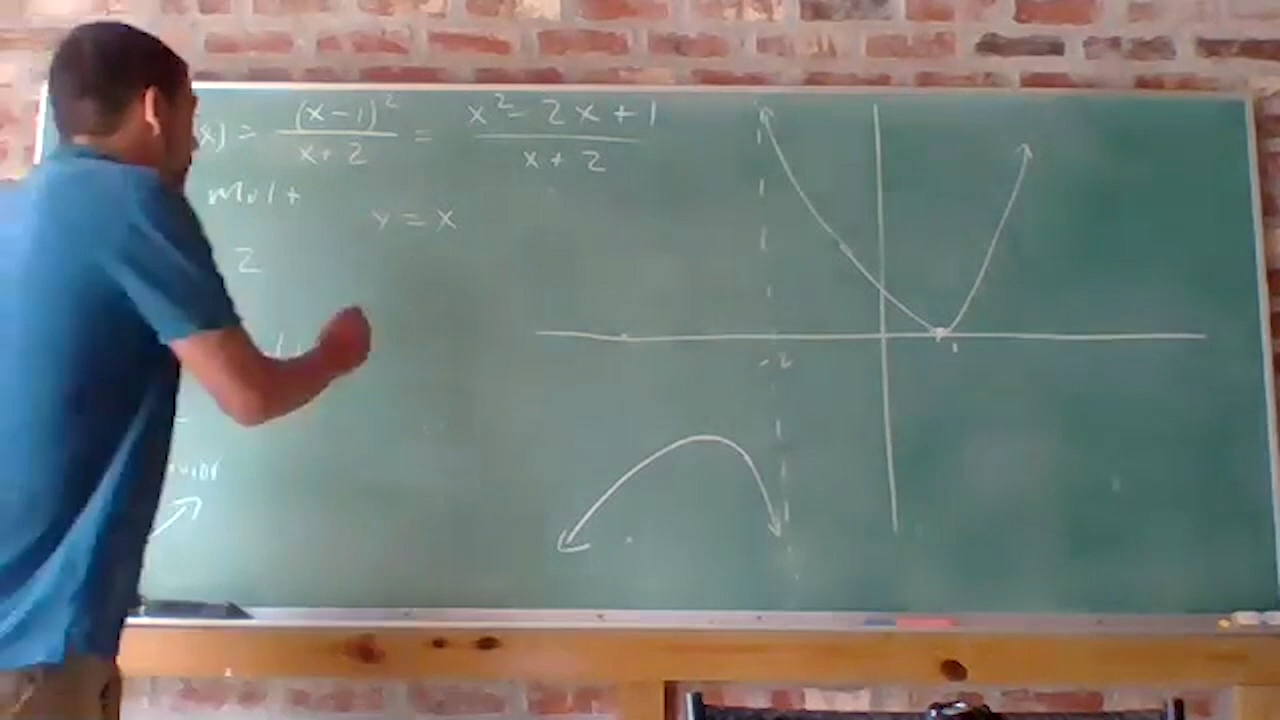 x) = (x-1)² / x+2 = x² - 2x + 1 / x+2
mult
y = x
2
-2
1